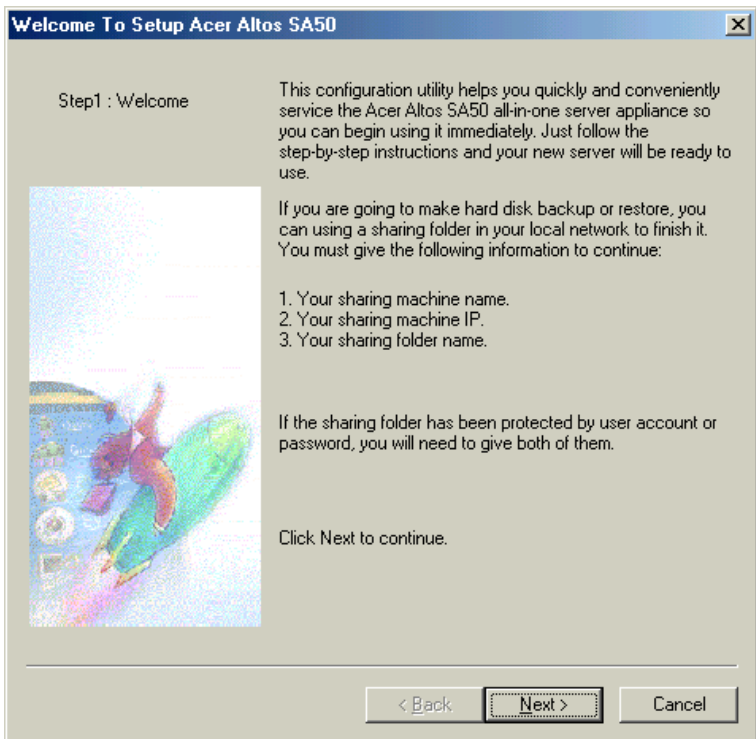 Welcome To Setup Acer Altos SA50
Step1 : Welcome
This configuration utility helps you quickly and conveniently
service the Acer Altos SA50 all-in-one server appliance so
you can begin using it immediately. Just follow the
step-by-step instructions and your new server will be ready to
use.
If you are going to make hard disk backup or restore, you
can using a sharing folder in your local network to finish it.
You must give the following information to continue:
1. Your sharing machine name.
2. Your sharing machine IP.
3. Your sharing folder name.
If the sharing folder has been protected by user account or
password, you will need to give both of them.
Click Next to continue.
< Back
Next >
Cancel